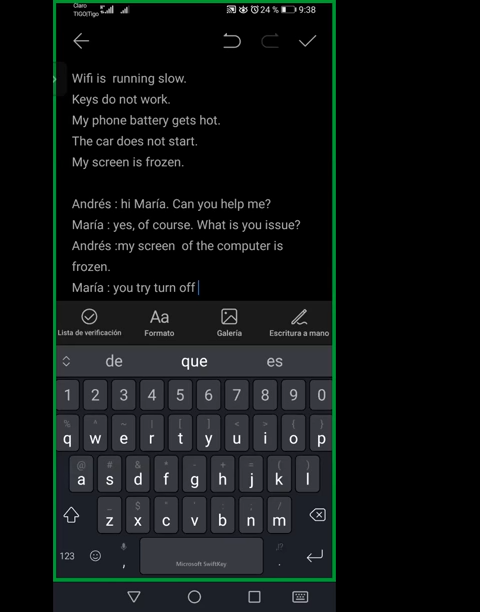 Claro
TIGO|Tigo
24 %
9:38
Wifi is  running slow.
Keys do not work.
My phone battery gets hot.
The car does not start.
My screen is frozen.
Andrés : hi María. Can you help me?
María : yes, of course. What is you issue?
Andrés :my screen  of the computer is
frozen.
María : you try turn off
Lista de verificación
Aa
Formato
Galería
Escritura a mano
de
que
es
1 2 3 4 5 6 7 8 9 0
% ^ ~ | [ ] < > { }
q w e r t y u i o p
@ # & * - + = ( )
a s d f g h j k l
_ $ " ' : ; /
z x c v b n m
123
,
Microsoft SwiftKey
,!?
.